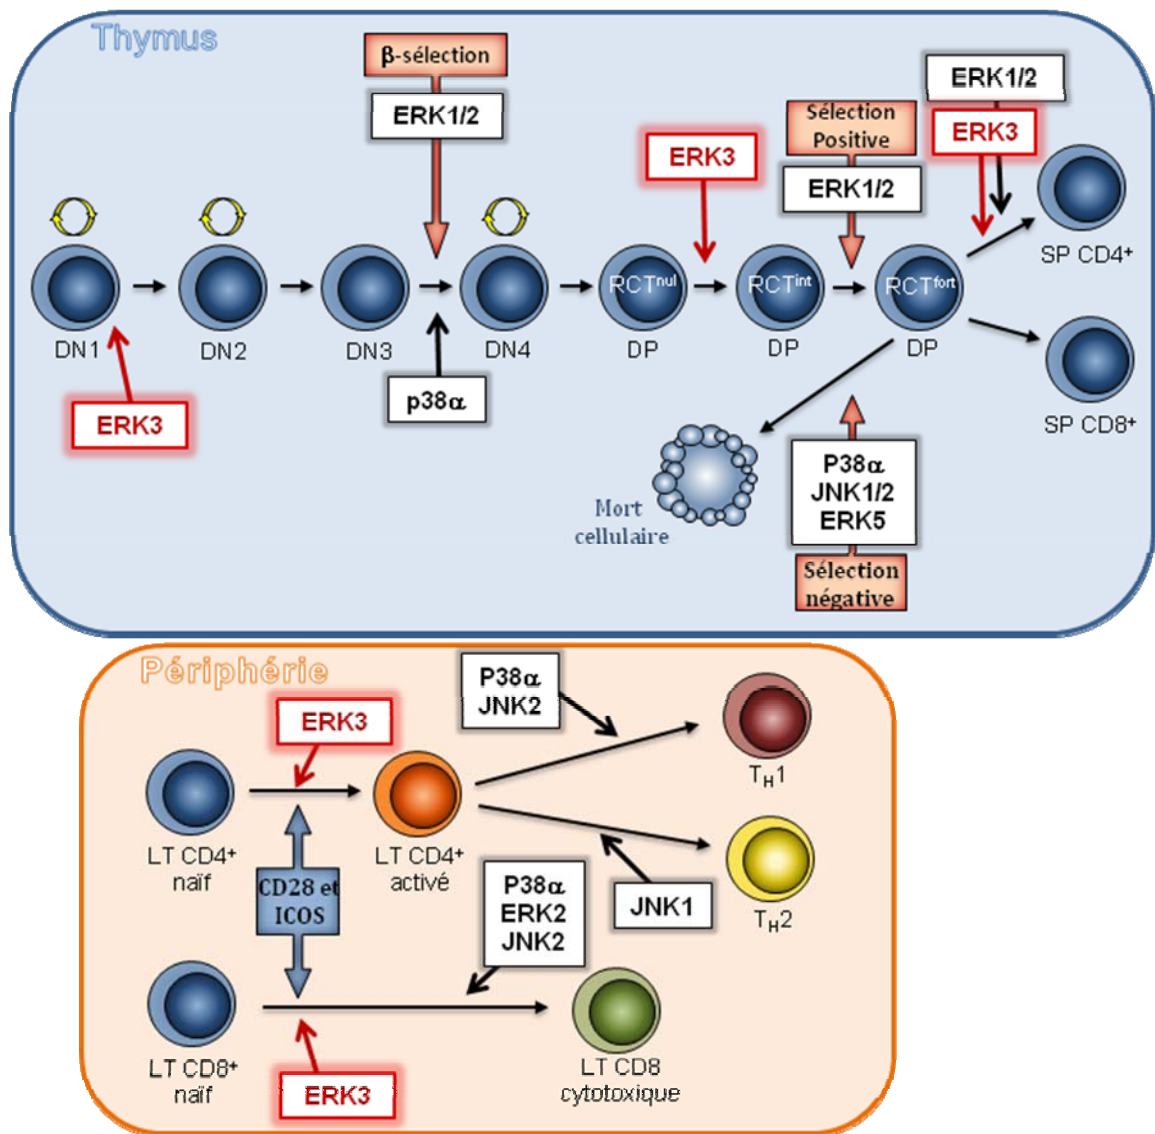 Thymus
β-sélection
ERK1/2
ERK3
Sélection
Positive
ERK1/2
ERK1/2
ERK3
SP CD4+
RCTnul
RCTint
RCTfort
DN1
DN2
DN3
DN4
DP
DP
DP
SP CD8+
ERK3
p38α
Mort
cellulaire
P38α
JNK1/2
ERK5
Sélection
négative
Périphérie
ERK3
P38α
JNK2
TH1
LT CD4+
naïf
LT CD4+
activé
CD28 et
ICOS
P38α
ERK2
JNK2
JNK1
TH2
LT CD8+
naïf
LT CD8
cytotoxique
ERK3